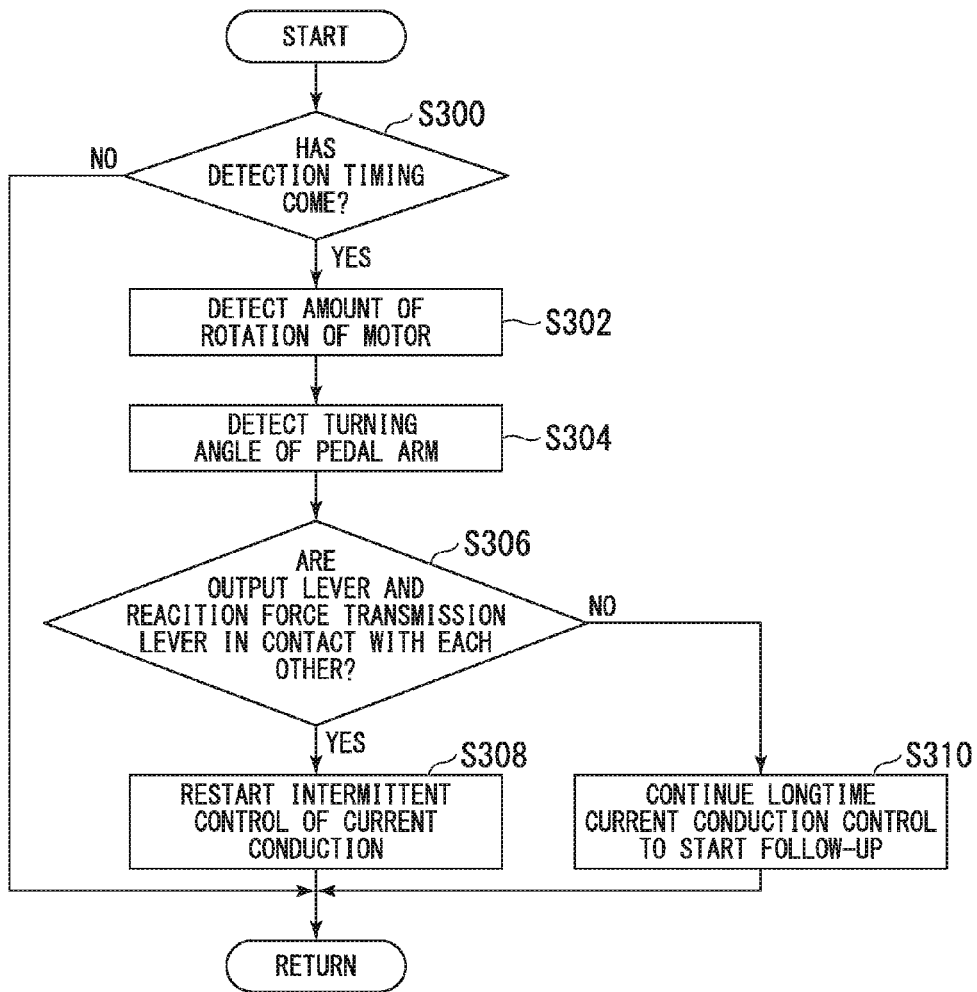 START
S300
HAS
DETECTION TIMING
COME?
NO
YES
DETECT AMOUNT OF
ROTATION OF MOTOR
S302
DETECT TURNING
ANGLE OF PEDAL ARM
S304
S306
ARE
OUTPUT LEVER AND
REACITION FORCE TRANSMISSION
LEVER IN CONTACT WITH EACH
OTHER?
NO
YES
S308
RESTART INTERMITTENT
CONTROL OF CURRENT
CONDUCTION
S310
CONTINUE LONGTIME
CURRENT CONDUCTION CONTROL
TO START FOLLOW-UP
RETURN